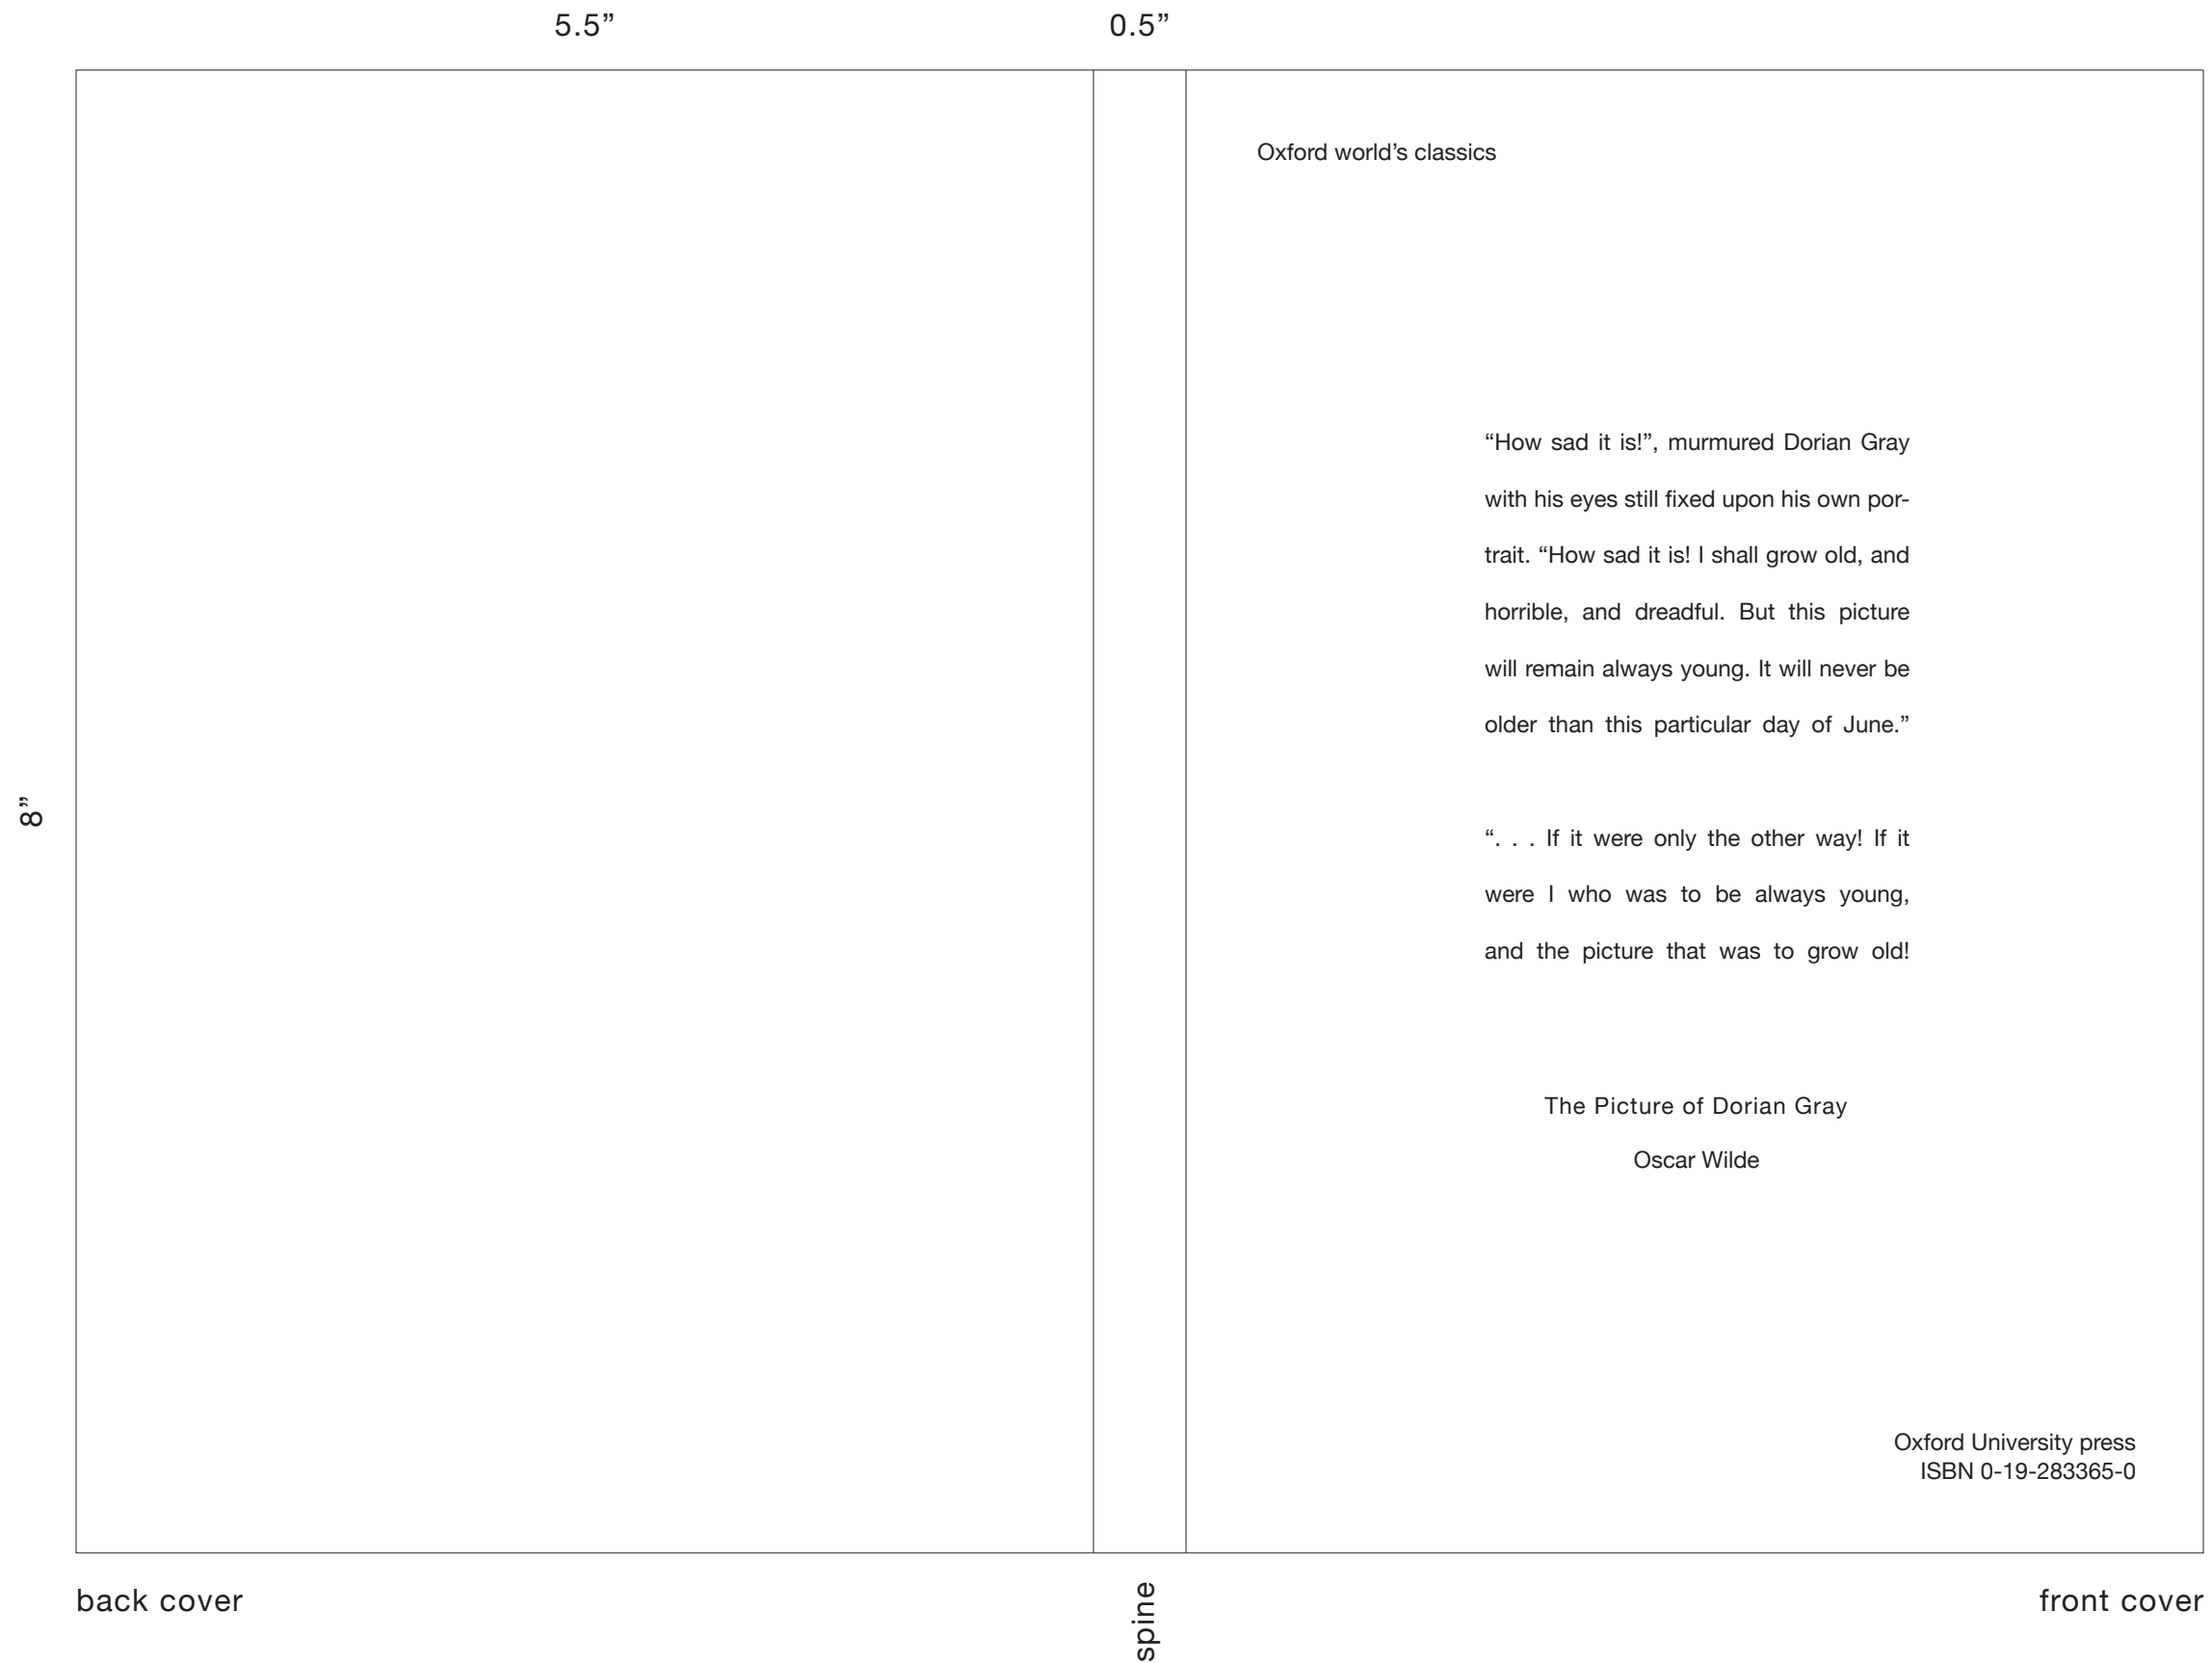 5.5”
0.5”
8”
Oxford world’s classics
“How sad it is!”, murmured Dorian Gray
with his eyes still fixed upon his own por-
trait. “How sad it is! I shall grow old, and
horrible, and dreadful. But this picture
will remain always young. It will never be
older than this particular day of June.”
“. . . If it were only the other way! If it
were I who was to be always young,
and the picture that was to grow old!
The Picture of Dorian Gray
Oscar Wilde
Oxford University press
ISBN 0-19-283365-0
back cover
spine
front cover